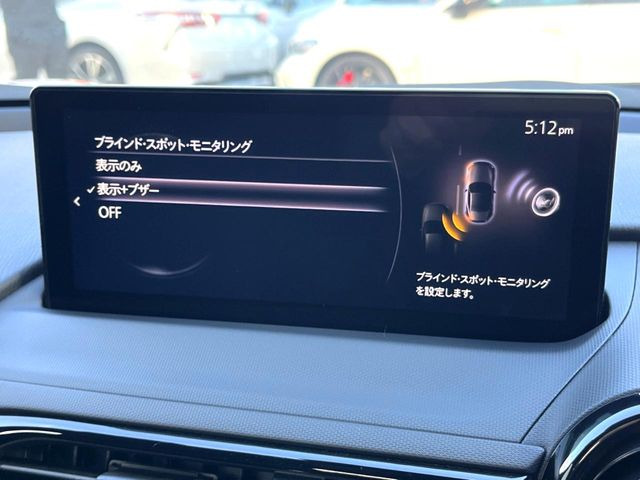 5:12pm
ブラインド・スポット・モニタリング
表示のみ
表示+ブザー
OFF
ブラインド・スポット・モニタリング
を設定します。